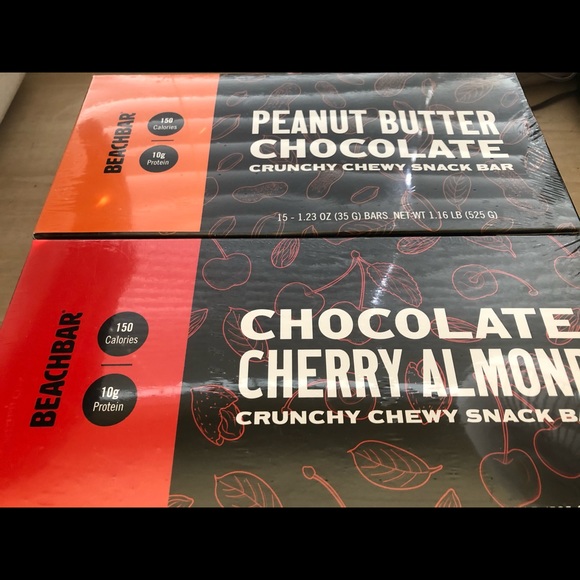 BEACHBAR
150
Calories
10g
Protein
PEANUT BUTTER
CHOCOLATE
CRUNCHY CHEWY SNACK BAR
15 - 1.23 OZ (35 G) BARS NET WT 1.16 LB (525 G)
BEACHBAR™
150
Calories
10g
Protein
CHOCOLATE
CHERRY ALMOND
CRUNCHY CHEWY SNACK BA